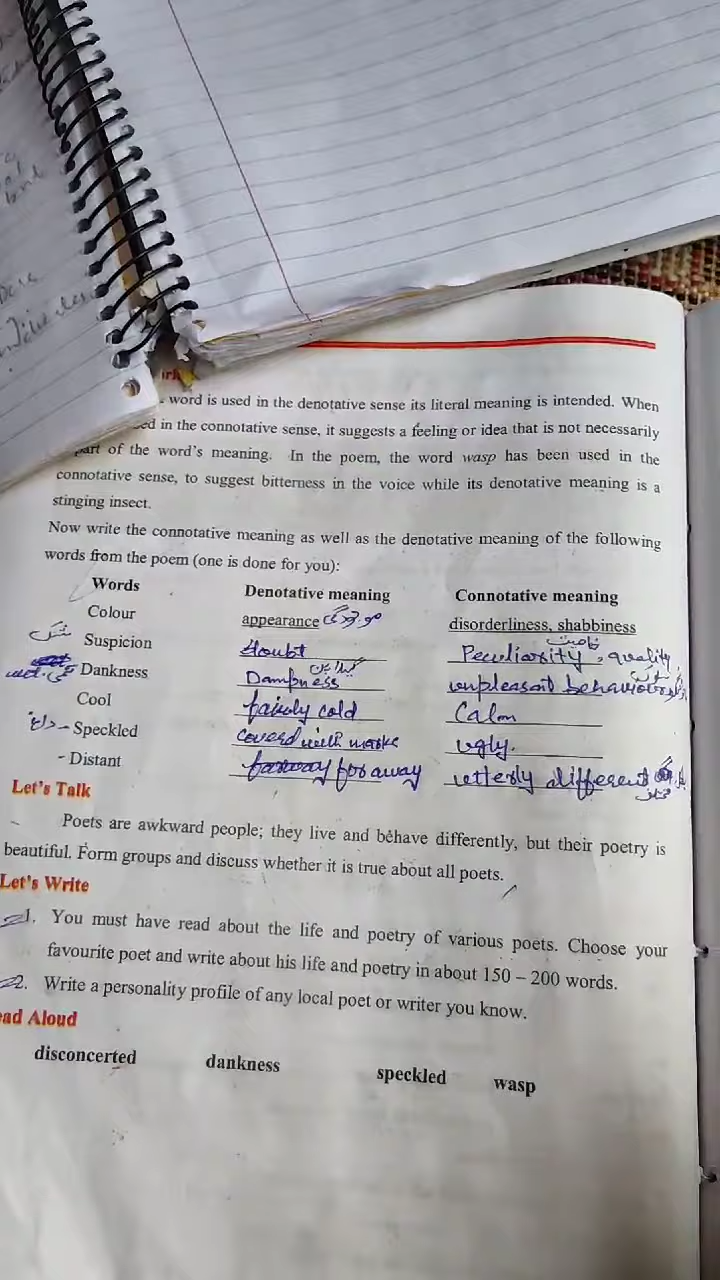 word is used in the denotative sense its literal meaning is intended. When
in the connotative sense, it suggests a feeling or idea that is not necessarily
part of the word's meaning. In the poem, the word wasp has been used in the
connotative sense, to suggest bitterness in the voice while its denotative meaning is a
stinging insect.
Now write the connotative meaning as well as the denotative meaning of the following
words from the poem (one is done for you):
Words Denotative meaning Connotative meaning
Colour appearance موجودگی disorderliness, shabbiness
شک Suspicion doubt Peculiarity, quality خاصیت
Dankness Dampness گیلا پن unpleasant
Cool fairly cold Calm
داغ - Speckled coverd with marks ugly.
- Distant far away utterly different
Let's Talk
Poets are awkward people; they live and behave differently, but their poetry is
beautiful. Form groups and discuss whether it is true about all poets.
Let's Write
1. You must have read about the life and poetry of various poets. Choose your
favourite poet and write about his life and poetry in about 150 – 200 words.
2. Write a personality profile of any local poet or writer you know.
ad Aloud
disconcerted dankness speckled wasp